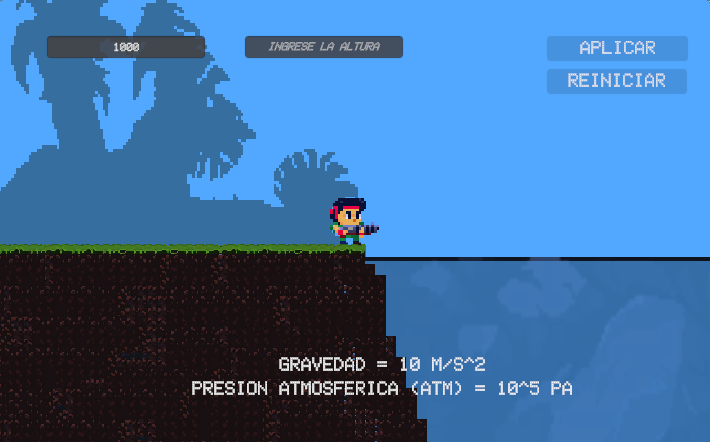 1000
INGRESE LA ALTURA
APLICAR
REINICIAR
GRAVEDAD = 10 M/S^2
PRESION ATMOSFERICA (ATM) = 10^5 PA